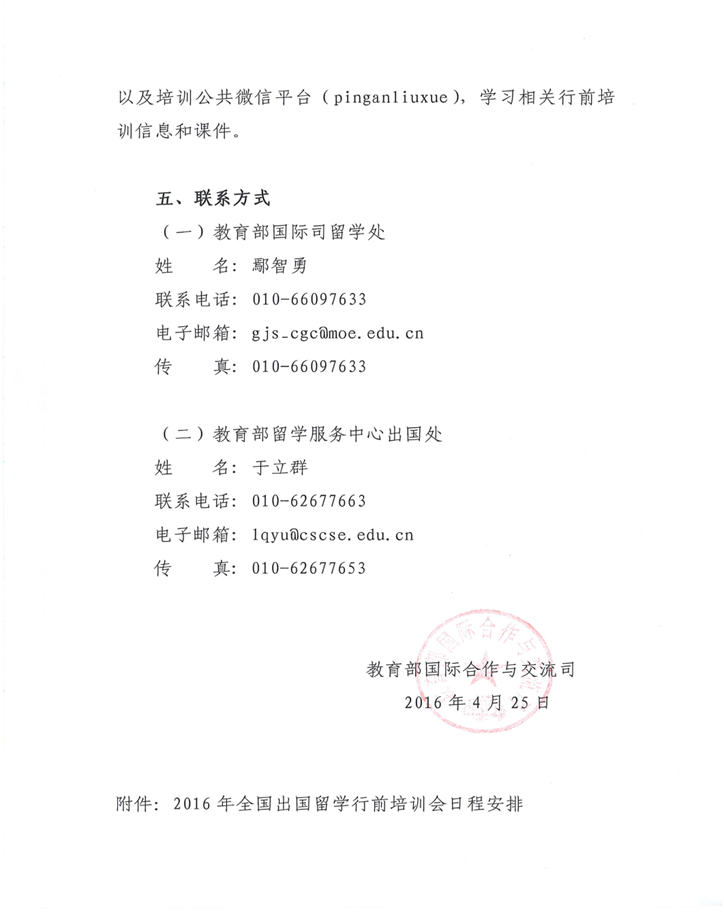 以及培训公共微信平台（pinganliuxue），学习相关行前培
训信息和课件。
五、联系方式
（一）教育部国际司留学处
姓　　名：鄢智勇
联系电话：010-66097633
电子邮箱：gjs_cgc@moe.edu.cn
传　　真：010-66097633
（二）教育部留学服务中心出国处
姓　　名：于立群
联系电话：010-62677663
电子邮箱：lqyu@cscse.edu.cn
传　　真：010-62677653
教育部国际合作与交流司
2016 年 4 月 25 日
附件：2016 年全国出国留学行前培训会日程安排